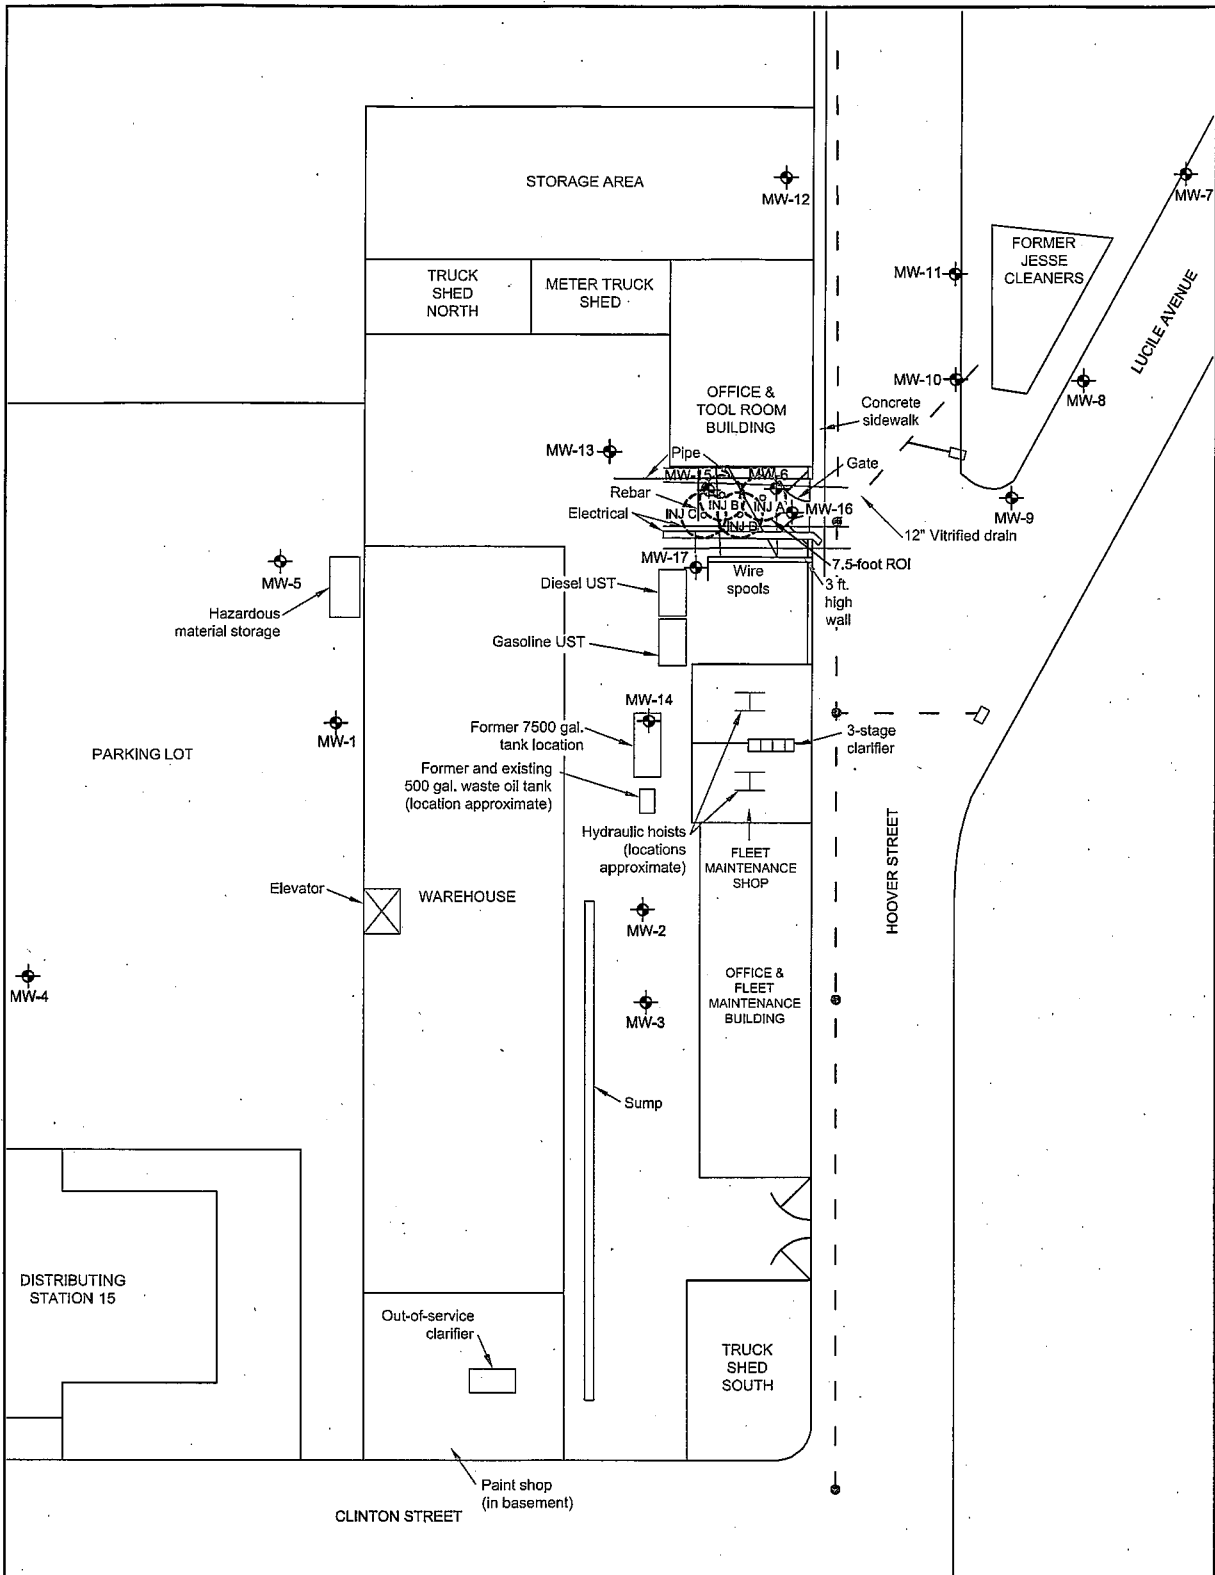 STORAGE AREA
MW-12
MW-7
FORMER
JESSE
CLEANERS
MW-11
LUCILE AVENUE
TRUCK
SHED
NORTH
METER TRUCK
SHED
OFFICE &
TOOL ROOM
BUILDING
MW-10
MW-8
Concrete
sidewalk
MW-13
Pipe
Gate
MW-15
MW-6
Rebar
INJ C
INJ B
INJ A
INJ D
MW-16
MW-9
Electrical
12" Vitrified drain
MW-17
7.5-foot ROI
MW-5
Hazardous
material storage
Diesel UST
Wire
spools
3 ft.
high
wall
Gasoline UST
MW-14
MW-1
Former 7500 gal.
tank location
3-stage
clarifier
PARKING LOT
Former and existing
500 gal. waste oil tank
(location approximate)
Hydraulic hoists
(locations
approximate)
FLEET
MAINTENANCE
SHOP
HOOVER STREET
Elevator
WAREHOUSE
MW-2
MW-4
MW-3
OFFICE &
FLEET
MAINTENANCE
BUILDING
Sump
DISTRIBUTING
STATION 15
Out-of-service
clarifier
TRUCK
SHED
SOUTH
Paint shop
(in basement)
CLINTON STREET